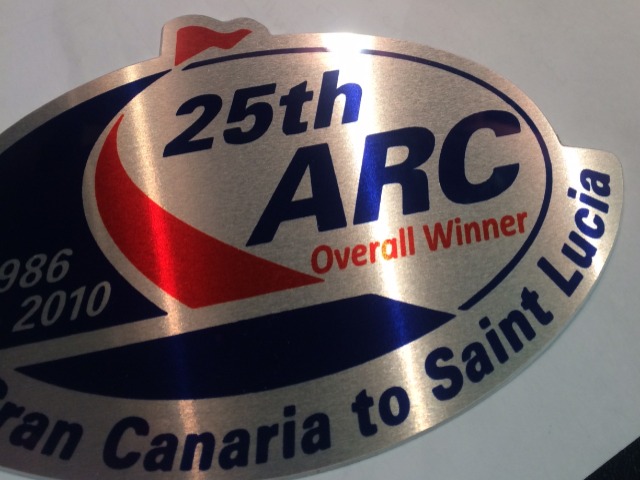 25th
ARC
Overall Winner
986
2010
ran Canaria to Saint Lucia